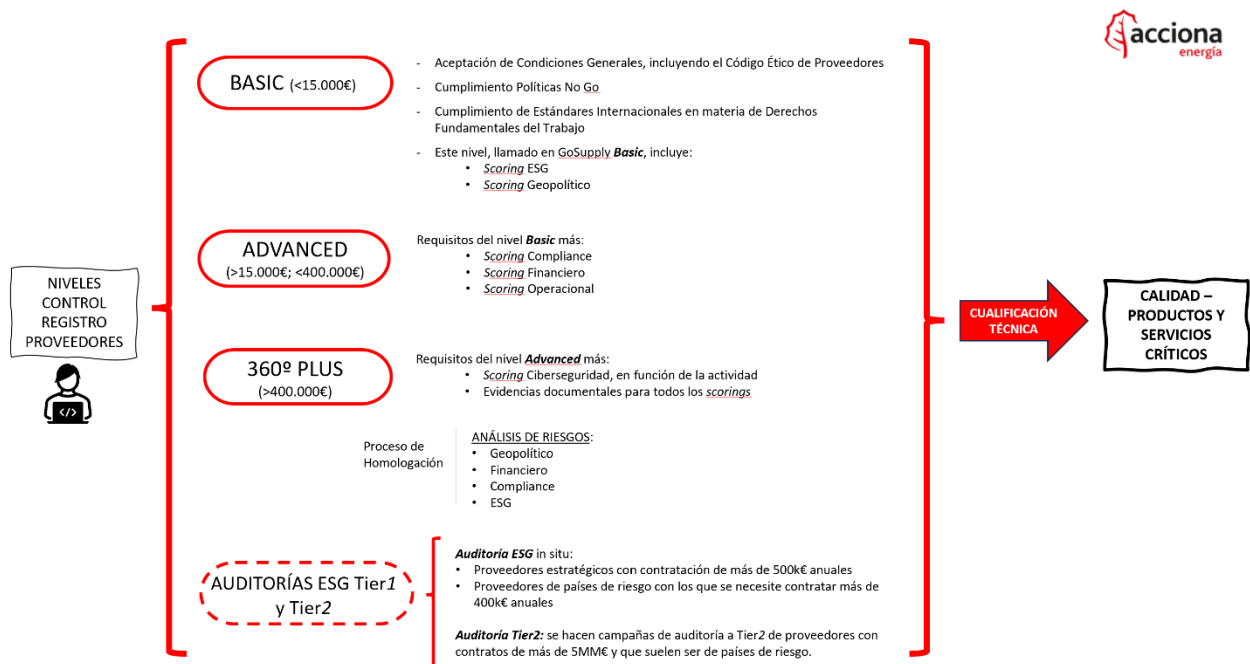 acciona
energía
BASIC (<15.000€)
- Aceptación de Condiciones Generales, incluyendo el Código Ético de Proveedores
- Cumplimiento Políticas No Go
- Cumplimiento de Estándares Internacionales en materia de Derechos
Fundamentales del Trabajo
- Este nivel, llamado en GoSupply Basic, incluye:
• Scoring ESG
• Scoring Geopolítico
ADVANCED
(>15.000€; <400.000€)
Requisitos del nivel Basic más:
• Scoring Compliance
• Scoring Financiero
• Scoring Operacional
NIVELES
CONTROL
REGISTRO
PROVEEDORES
</>
360º PLUS
(>400.000€)
Requisitos del nivel Advanced más:
• Scoring Ciberseguridad, en función de la actividad
• Evidencias documentales para todos los scorings
Proceso de
Homologación
ANÁLISIS DE RIESGOS:
• Geopolítico
• Financiero
• Compliance
• ESG
AUDITORÍAS ESG Tier1
y Tier2
Auditoría ESG in situ:
• Proveedores estratégicos con contratación de más de 500k€ anuales
• Proveedores de países de riesgo con los que se necesite contratar más de
400k€ anuales
Auditoría Tier2: se hacen campañas de auditoría a Tier2 de proveedores con
contratos de más de 5MM€ y que suelen ser de países de riesgo.
CUALIFICACIÓN
TÉCNICA
CALIDAD –
PRODUCTOS Y
SERVICIOS
CRÍTICOS